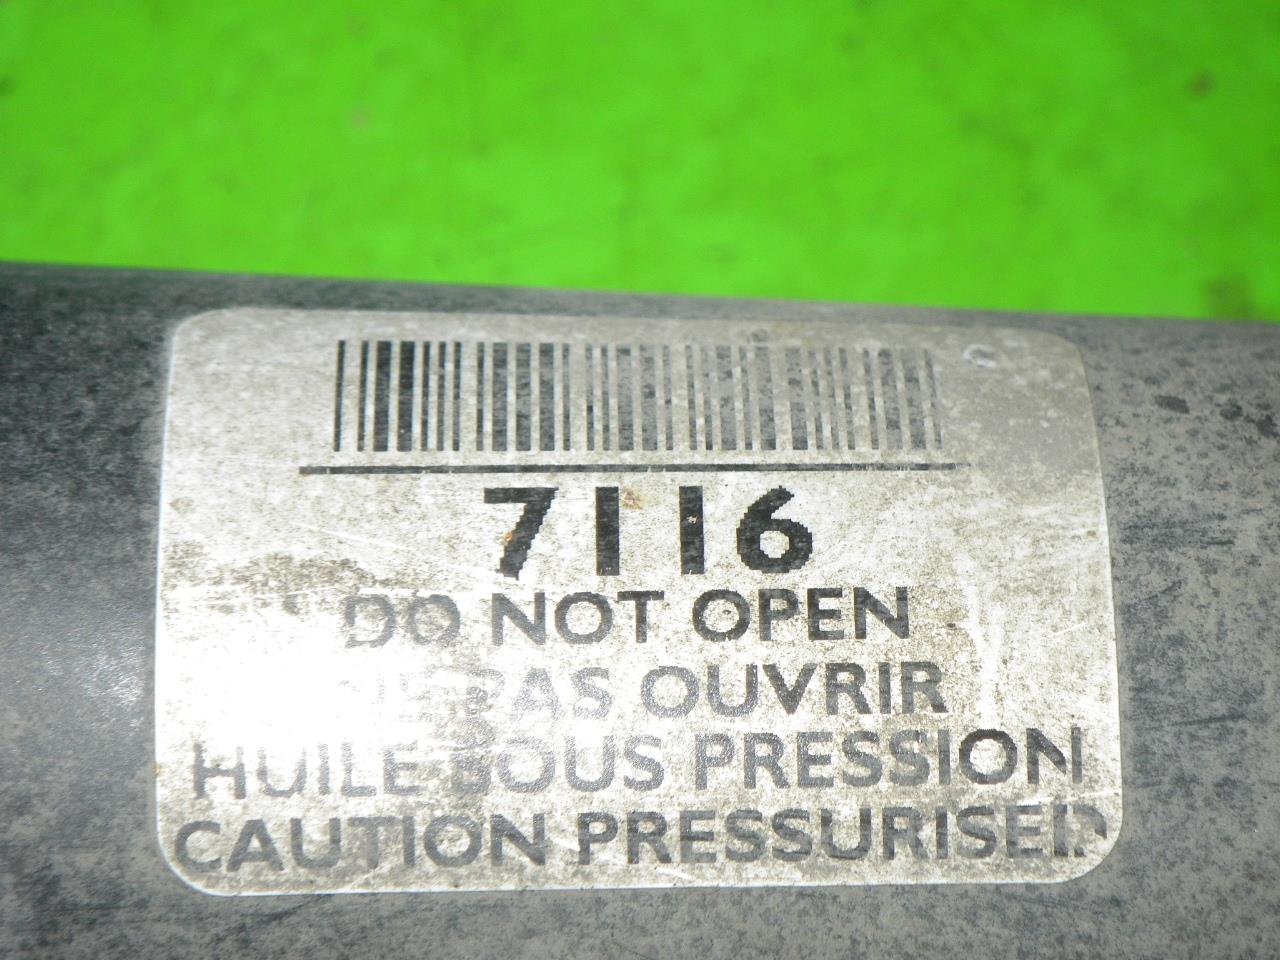 7116
DO NOT OPEN
NE PAS OUVRIR
HUILE SOUS PRESSION
CAUTION PRESSURISED